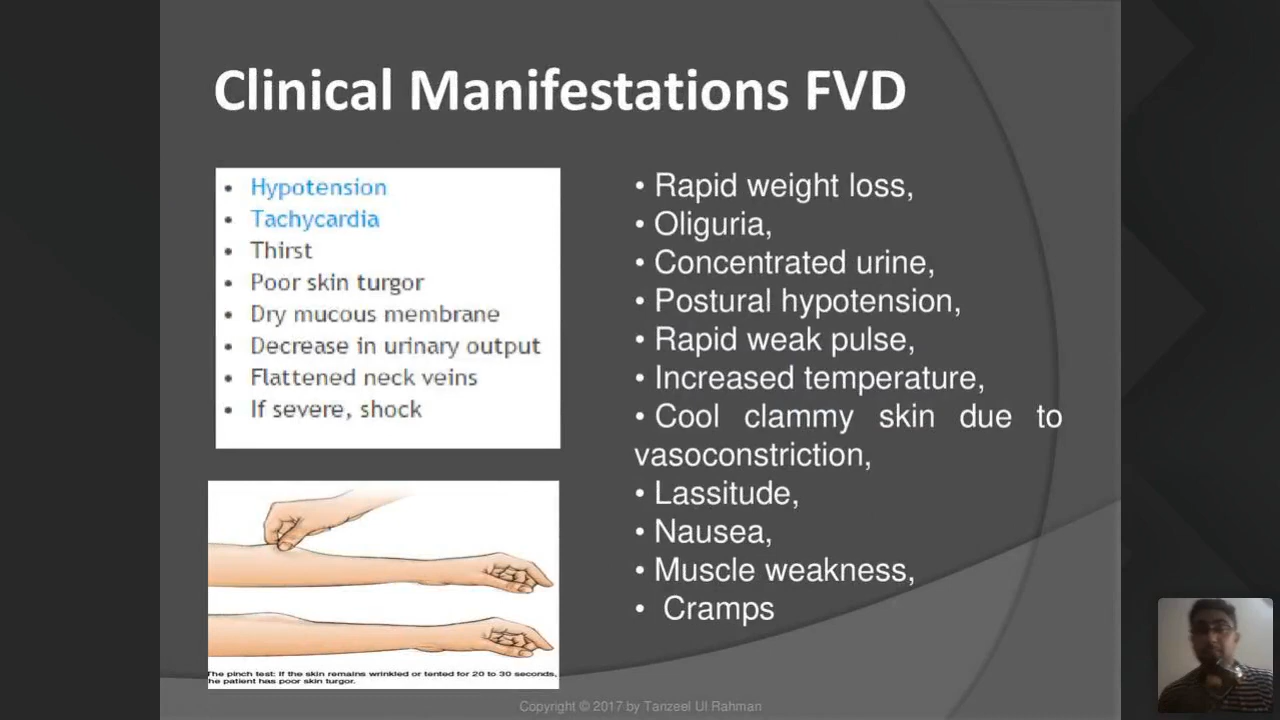 Clinical Manifestations FVD
• Hypotension
• Tachycardia
• Thirst
• Poor skin turgor
• Dry mucous membrane
• Decrease in urinary output
• Flattened neck veins
• If severe, shock
The pinch test: If the skin remains wrinkled or tented for 20 to 30 seconds,
he patient has poor skin turgor.
• Rapid weight loss,
• Oliguria,
• Concentrated urine,
• Postural hypotension,
• Rapid weak pulse,
• Increased temperature,
• Cool clammy skin due to
vasoconstriction,
• Lassitude,
• Nausea,
• Muscle weakness,
• Cramps
Copyright © 2017 by Tanzeel Ul Rahman